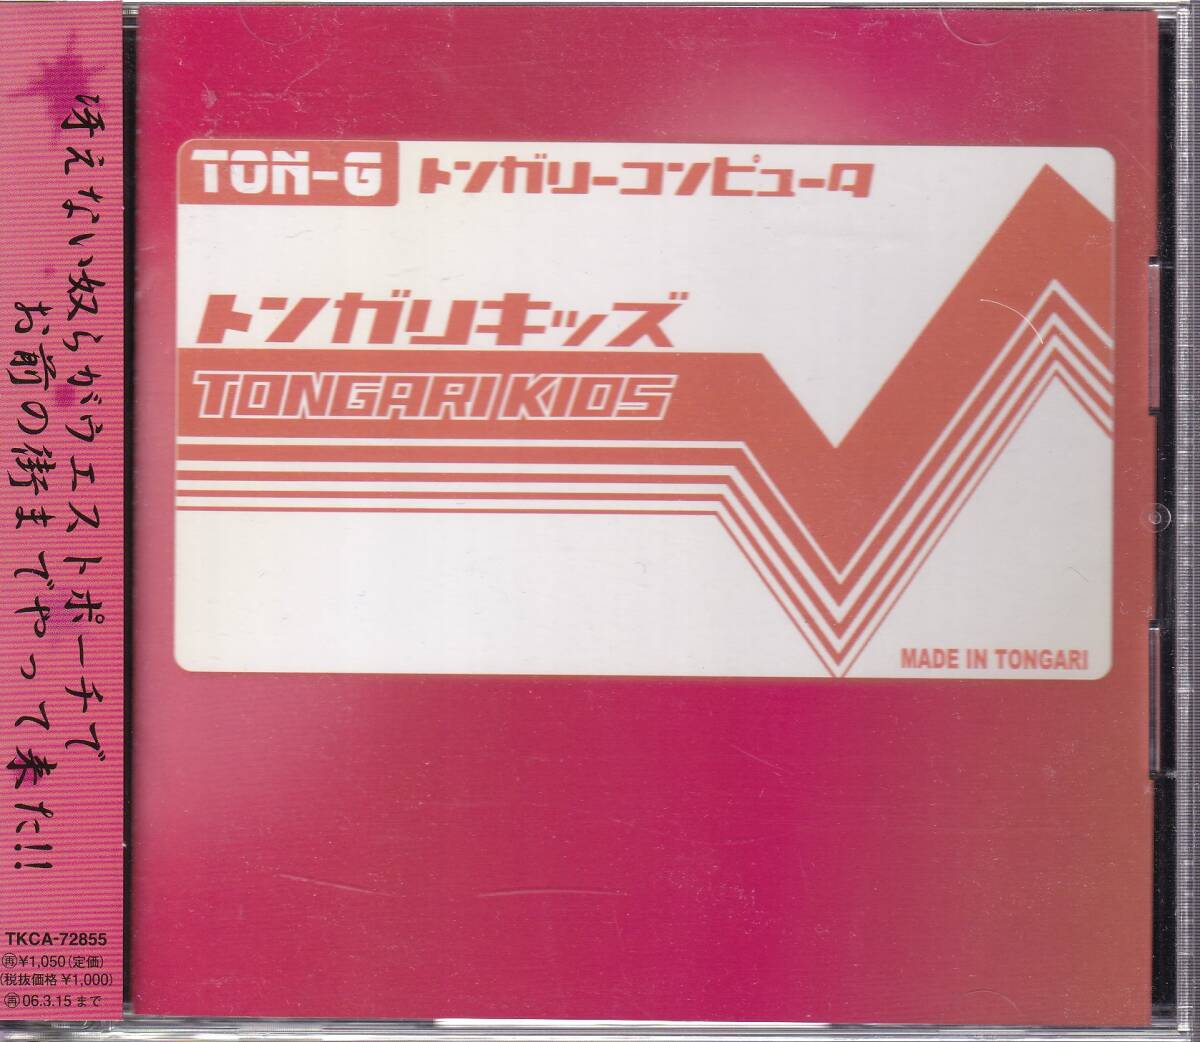 冴えない奴らがウエストポーチで
お前の街までやって来た!!
TKCA-72855
再¥1,050(定価)
(税抜価格 ¥1,000)
再06.3.15まで
TON-G トンガリーコンピュータ
トンガリキッズ
TONGARI KIDS
MADE IN TONGARI